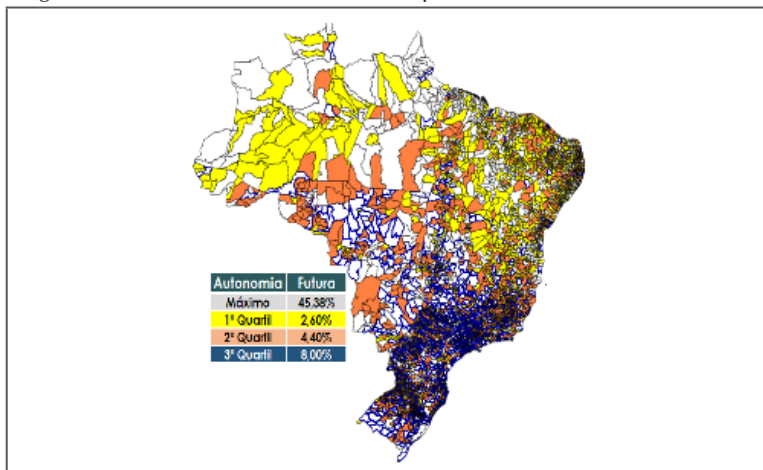 Autonomia Futura
Máximo 45,38%
1º Quartil 2,60%
2º Quartil 4,40%
3º Quartil 8,00%